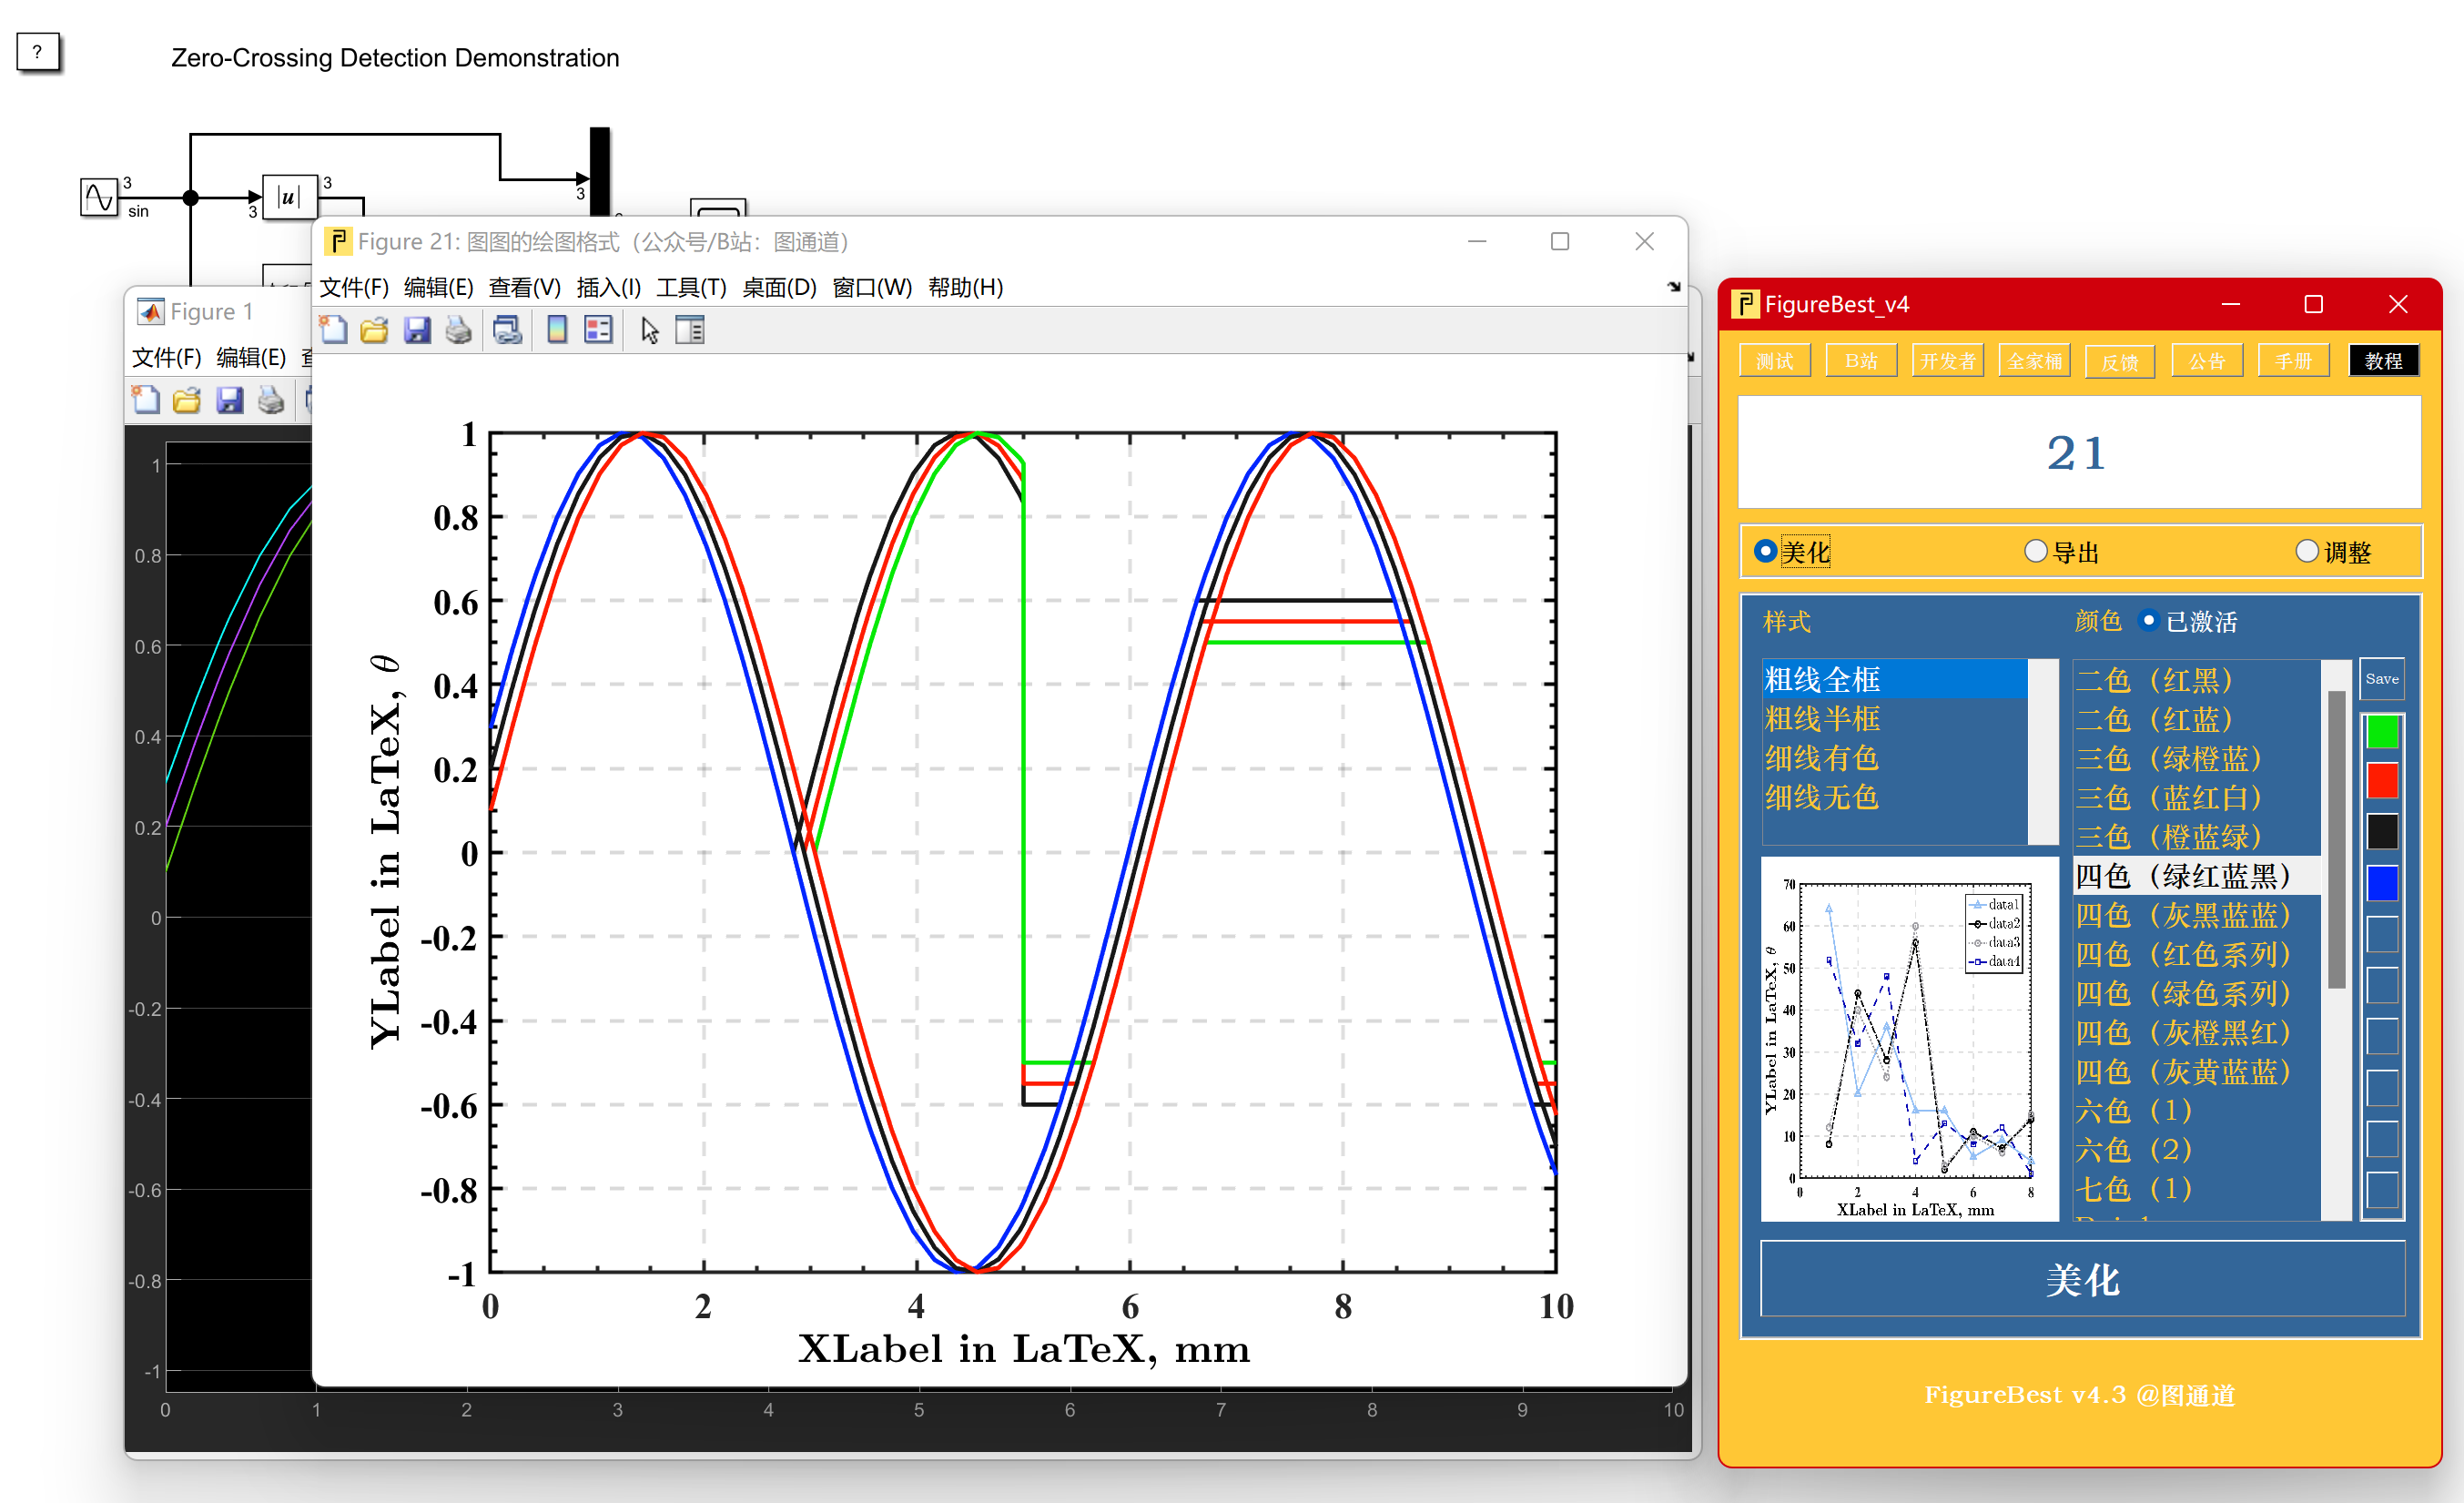 ?
Zero-Crossing Detection Demonstration
3
sin
3
|u|
3
3
Figure 1
文件(F) 编辑(E)
1
0.8
0.6
0.4
0.2
0
-0.2
-0.4
-0.6
-0.8
-1
0 1 2 3 4 5 6 7 8 9 10
Figure 21: 图图的绘图格式（公众号/B站：图通道）
文件(F) 编辑(E) 查看(V) 插入(I) 工具(T) 桌面(D) 窗口(W) 帮助(H)
YLabel in LaTeX, θ
1
0.8
0.6
0.4
0.2
0
-0.2
-0.4
-0.6
-0.8
-1
0 2 4 6 8 10
XLabel in LaTeX, mm
FigureBest_v4
测试 B站 开发者 全家桶 反馈 公告 手册 教程
21
美化 导出 调整
样式
粗线全框
粗线半框
细线有色
细线无色
颜色 已激活
二色（红黑）
二色（红蓝）
三色（绿橙蓝）
三色（蓝红白）
三色（橙蓝绿）
四色（绿红蓝黑）
四色（灰黑蓝蓝）
四色（红色系列）
四色（绿色系列）
四色（灰橙黑红）
四色（灰黄蓝蓝）
六色（1）
六色（2）
七色（1）
Save
YLabel in LaTeX, θ
70
60
50
40
30
20
10
0
data1
data2
data3
data4
0 2 4 6 8
XLabel in LaTeX, mm
美化
FigureBest v4.3 @图通道